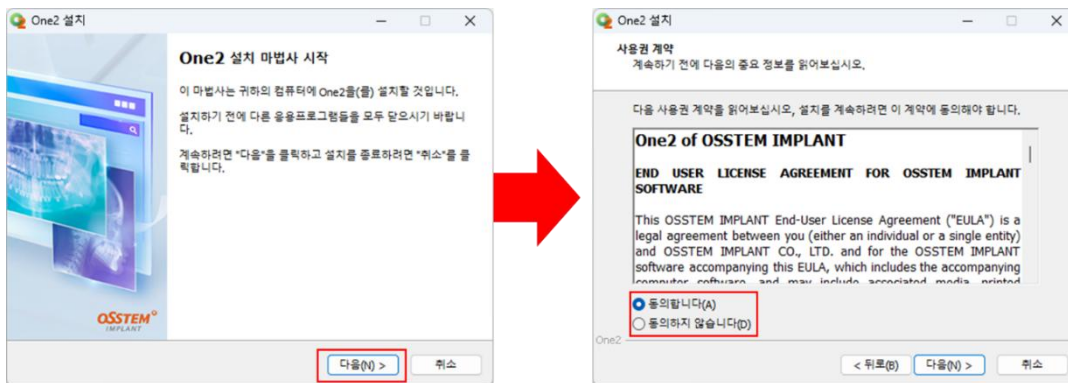 One2 설치
One2 설치 마법사 시작
이 마법사는 귀하의 컴퓨터에 One2을(를) 설치할 것입니다.
설치하기 전에 다른 응용프로그램들을 모두 닫으시기 바랍니
다.
계속하려면 "다음"을 클릭하고 설치를 종료하려면 "취소"를 클
릭합니다.
OSSTEM
IMPLANT
다음(N) >
취소
One2 설치
사용권 계약
계속하기 전에 다음의 중요 정보를 읽어보십시오.
다음 사용권 계약을 읽어보십시오, 설치를 계속하려면 이 계약에 동의해야 합니다.
One2 of OSSTEM IMPLANT
END USER LICENSE AGREEMENT FOR OSSTEM IMPLANT
SOFTWARE
This OSSTEM IMPLANT End-User License Agreement ("EULA") is a
legal agreement between you (either an individual or a single entity)
and OSSTEM IMPLANT CO., LTD. and for the OSSTEM IMPLANT
software accompanying this EULA, which includes the accompanying
computer software, and may include associated media, printed
동의합니다(A)
동의하지 않습니다(D)
One2
< 뒤로(B)
다음(N) >
취소